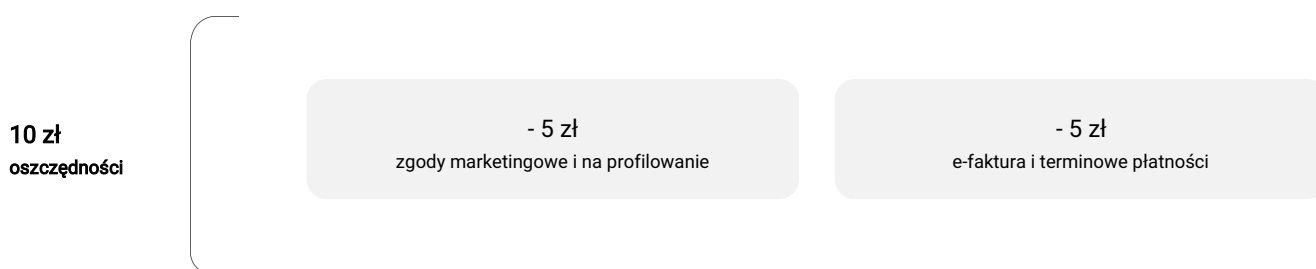 10 zł
oszczędności
- 5 zł
zgody marketingowe i na profilowanie
- 5 zł
e-faktura i terminowe płatności